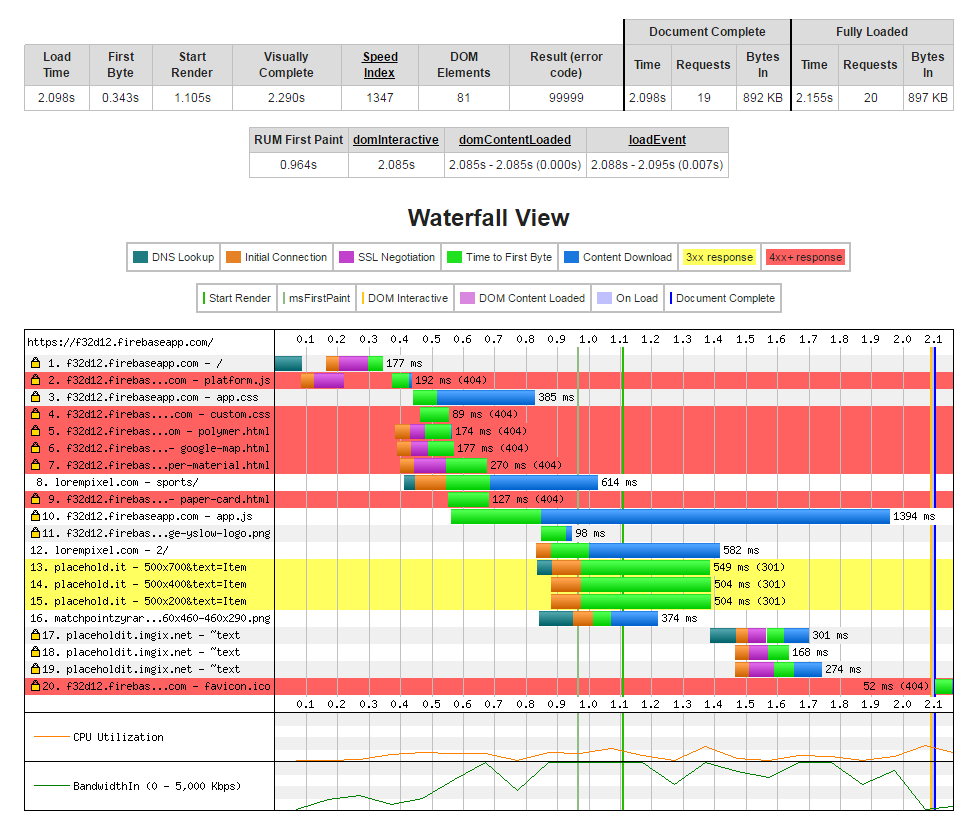 Document Complete Fully Loaded
Load Time First Byte Start Render Visually Complete Speed Index DOM Elements Result (error code) Time Requests Bytes In Time Requests Bytes In
2.098s 0.343s 1.105s 2.290s 1347 81 99999 2.098s 19 892 KB 2.155s 20 897 KB
RUM First Paint domInteractive domContentLoaded loadEvent
0.964s 2.085s 2.085s - 2.085s (0.000s) 2.088s - 2.095s (0.007s)
Waterfall View
DNS Lookup Initial Connection SSL Negotiation Time to First Byte Content Download 3xx response 4xx+ response
Start Render msFirstPaint DOM Interactive DOM Content Loaded On Load Document Complete
https://f32d12.firebaseapp.com/ 0.1 0.2 0.3 0.4 0.5 0.6 0.7 0.8 0.9 1.0 1.1 1.2 1.3 1.4 1.5 1.6 1.7 1.8 1.9 2.0 2.1
1. f32d12.firebaseapp.com - / 177 ms
2. f32d12.firebas...com - platform.js 192 ms (404)
3. f32d12.firebaseapp.com - app.css 385 ms
4. f32d12.firebas....com - custom.css 89 ms (404)
5. f32d12.firebas...om - polymer.html 174 ms (404)
6. f32d12.firebas...- google-map.html 177 ms (404)
7. f32d12.firebas...per-material.html 270 ms (404)
8. lorempixel.com - sports/ 614 ms
9. f32d12.firebas...- paper-card.html 127 ms (404)
10. f32d12.firebaseapp.com - app.js 1394 ms
11. f32d12.firebas...ge-yslow-logo.png 98 ms
12. lorempixel.com - 2/ 582 ms
13. placehold.it - 500x700&text=Item 549 ms (301)
14. placehold.it - 500x400&text=Item 504 ms (301)
15. placehold.it - 500x200&text=Item 504 ms (301)
16. matchpointzyrar...60x460-460x290.png 374 ms
17. placeholdit.imgix.net - ~text 301 ms
18. placeholdit.imgix.net - ~text 168 ms
19. placeholdit.imgix.net - ~text 274 ms
20. f32d12.firebas...com - favicon.ico 52 ms (404)
0.1 0.2 0.3 0.4 0.5 0.6 0.7 0.8 0.9 1.0 1.1 1.2 1.3 1.4 1.5 1.6 1.7 1.8 1.9 2.0 2.1
CPU Utilization
BandwidthIn (0 - 5,000 Kbps)